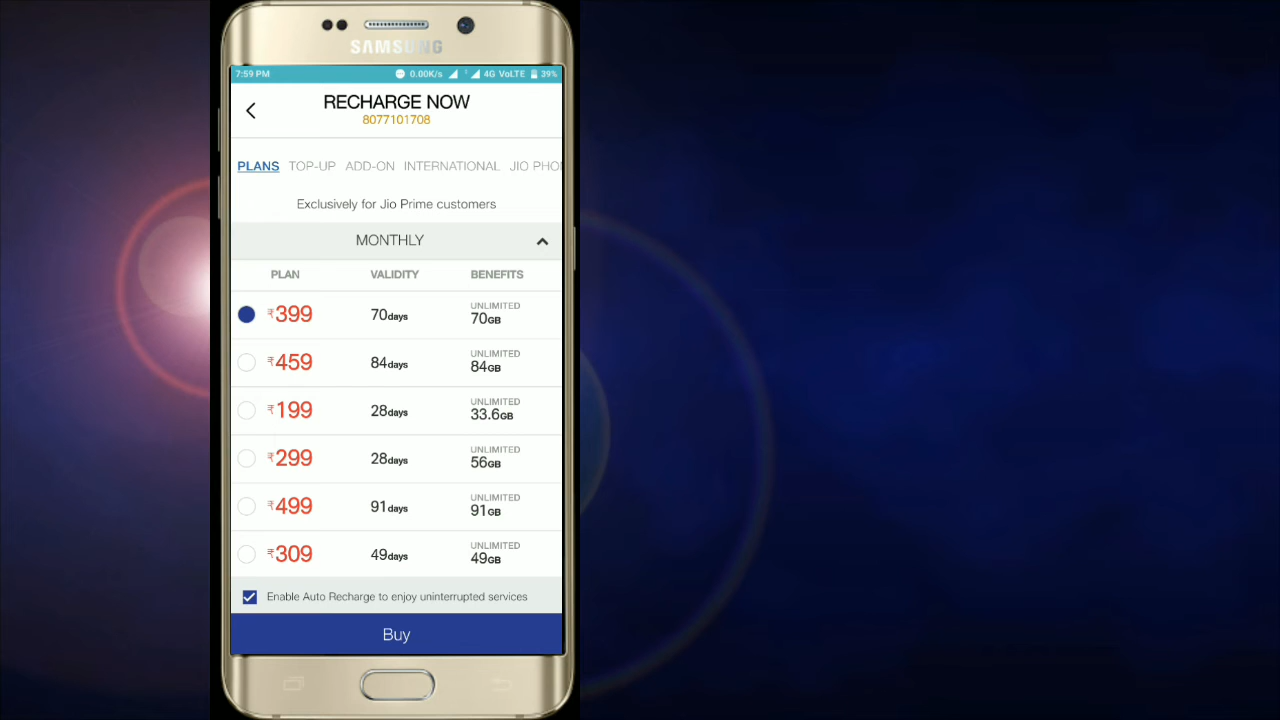 SAMSUNG
7:59 PM 0.00K/s 4G VoLTE 39%
RECHARGE NOW
8077101708
PLANS TOP-UP ADD-ON INTERNATIONAL JIO PHO
Exclusively for Jio Prime customers
MONTHLY
PLAN VALIDITY BENEFITS
₹399 70days UNLIMITED 70GB
₹459 84days UNLIMITED 84GB
₹199 28days UNLIMITED 33.6GB
₹299 28days UNLIMITED 56GB
₹499 91days UNLIMITED 91GB
₹309 49days UNLIMITED 49GB
Enable Auto Recharge to enjoy uninterrupted services
Buy